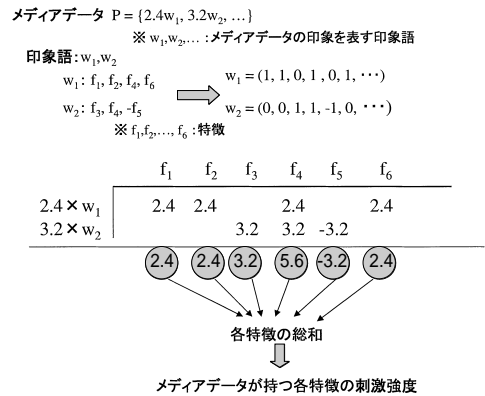 メディアデータ P = {2.4w1, 3.2w2, …}
※ w1,w2,… :メディアデータの印象を表す印象語
印象語: w1,w2
w1: f1, f2, f4, f6
w1 = (1, 1, 0, 1 , 0, 1, ···)
w2: f3, f4, -f5
w2 = (0, 0, 1, 1, -1, 0, ···)
※ f1,f2,…, f6 :特徴
f1 f2 f3 f4 f5 f6
2.4×w1 2.4 2.4 2.4 2.4
3.2×w2 3.2 3.2 -3.2
2.4 2.4 3.2 5.6 -3.2 2.4
各特徴の総和
メディアデータが持つ各特徴の刺激強度